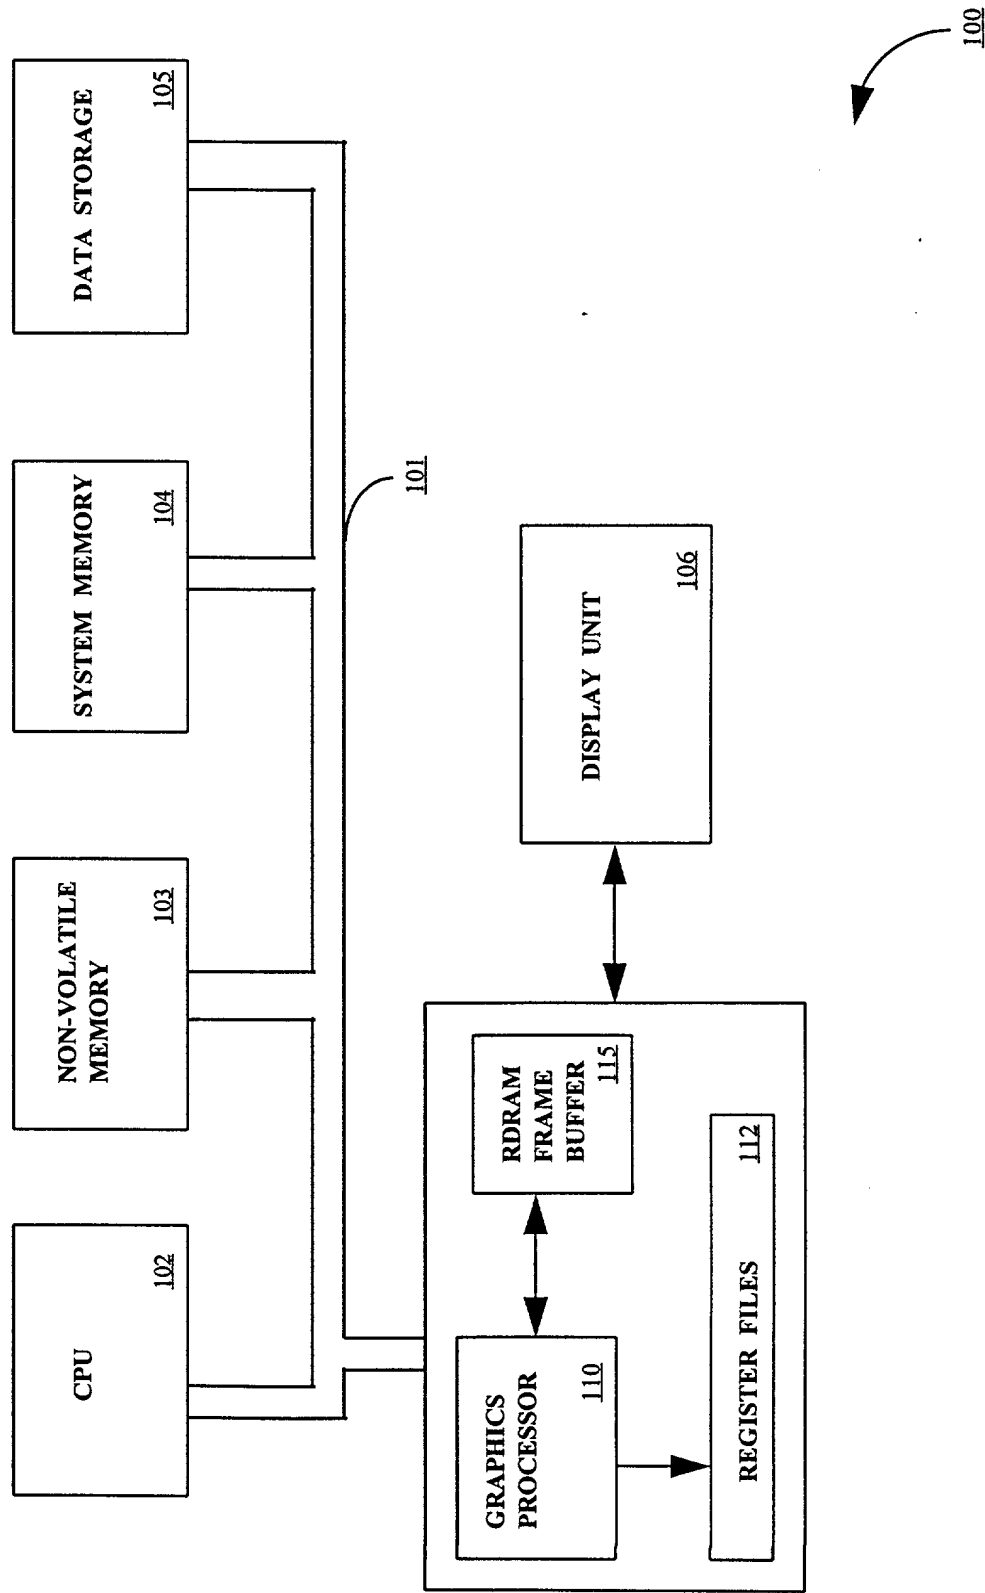 CPU
102
NON-VOLATILE
MEMORY
103
SYSTEM MEMORY
104
DATA STORAGE
105
101
GRAPHICS
PROCESSOR
110
RDRAM
FRAME
BUFFER
115
REGISTER FILES
112
DISPLAY UNIT
106
100